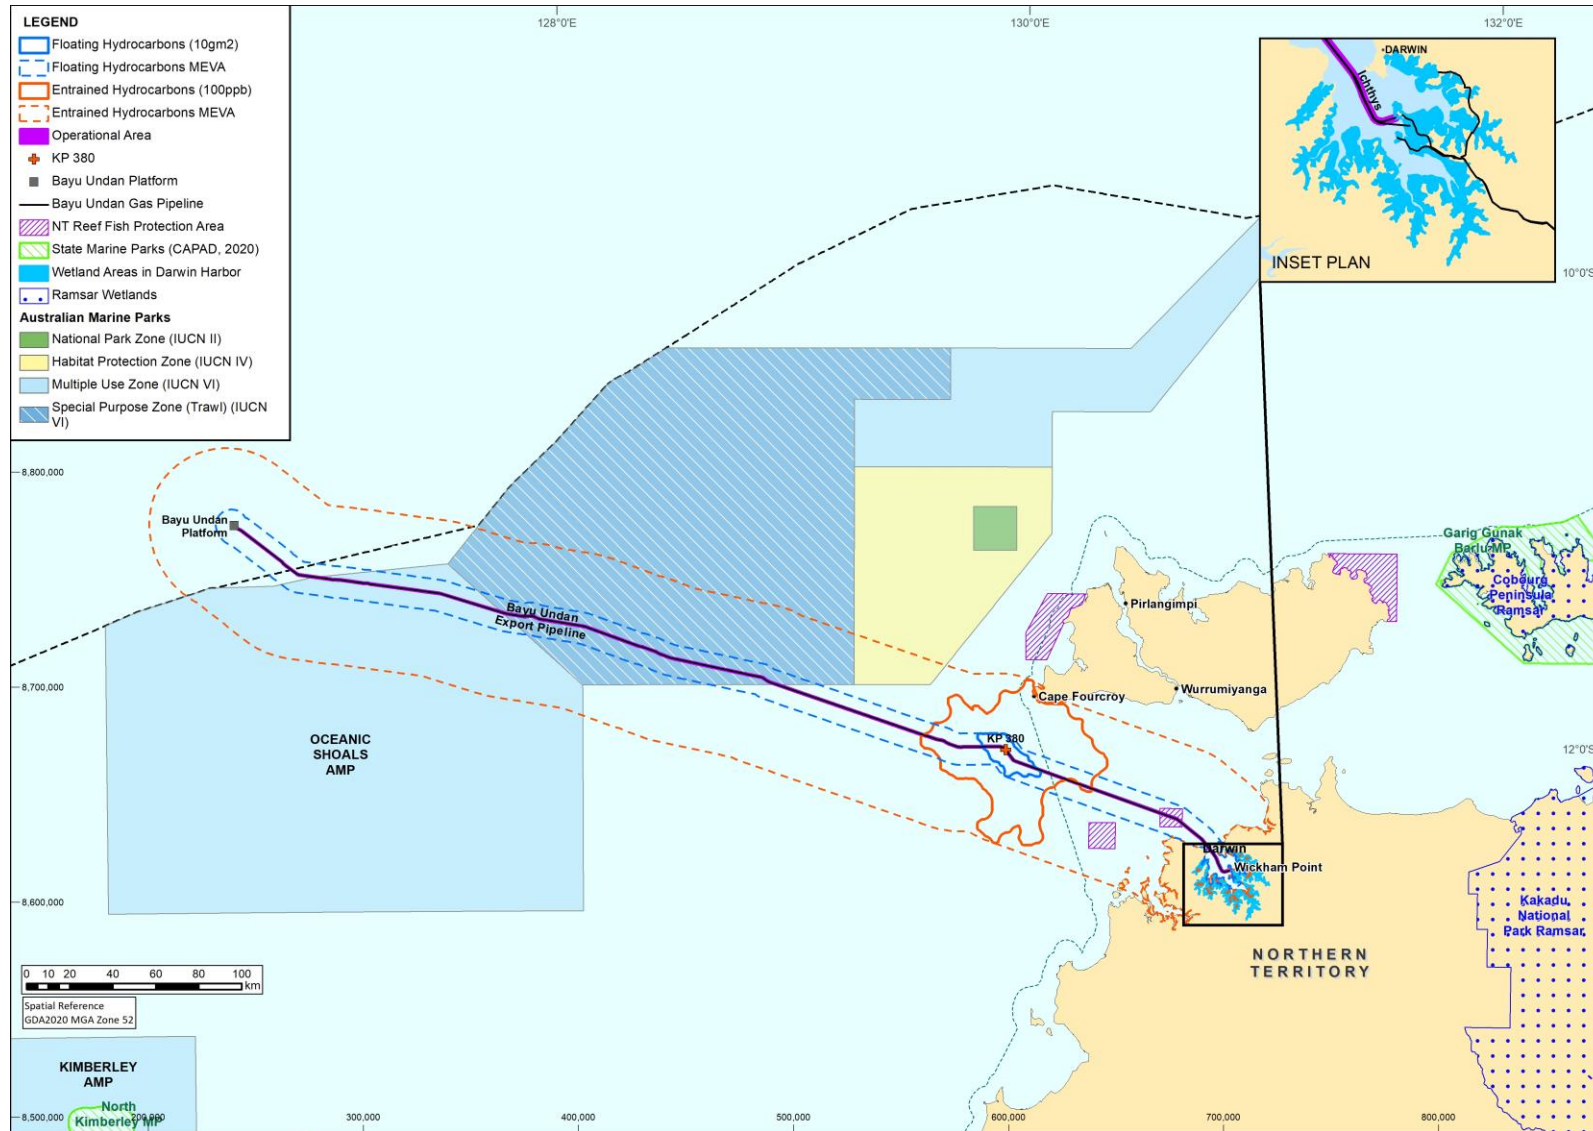 LEGEND
Floating Hydrocarbons (10gm2)
Floating Hydrocarbons MEVA
Entrained Hydrocarbons (100ppb)
Entrained Hydrocarbons MEVA
Operational Area
KP 380
Bayu Undan Platform
Bayu Undan Gas Pipeline
NT Reef Fish Protection Area
State Marine Parks (CAPAD, 2020)
Wetland Areas in Darwin Harbor
Ramsar Wetlands
Australian Marine Parks
National Park Zone (IUCN II)
Habitat Protection Zone (IUCN IV)
Multiple Use Zone (IUCN VI)
Special Purpose Zone (Trawl) (IUCN
VI)
128°0'E
130°0'E
132°0'E
DARWIN
Ichthys
INSET PLAN
10°0'S
8,800,000
Bayu Undan
Platform
Bayu Undan
Export Pipeline
Garig Gunak
Barlu MP
Cobourg
Peninsula
Ramsar
Pirlangimpi
Wurrumiyanga
Cape Fourcroy
8,700,000
KP 380
12°0'S
OCEANIC
SHOALS
AMP
Darwin
Wickham Point
8,600,000
Kakadu
National
Park Ramsar
NORTHERN
TERRITORY
0 10 20 40 60 80 100
km
Spatial Reference
GDA2020 MGA Zone 52
KIMBERLEY
AMP
North
Kimberley MP
8,500,000
200,000
300,000
400,000
500,000
600,000
700,000
800,000